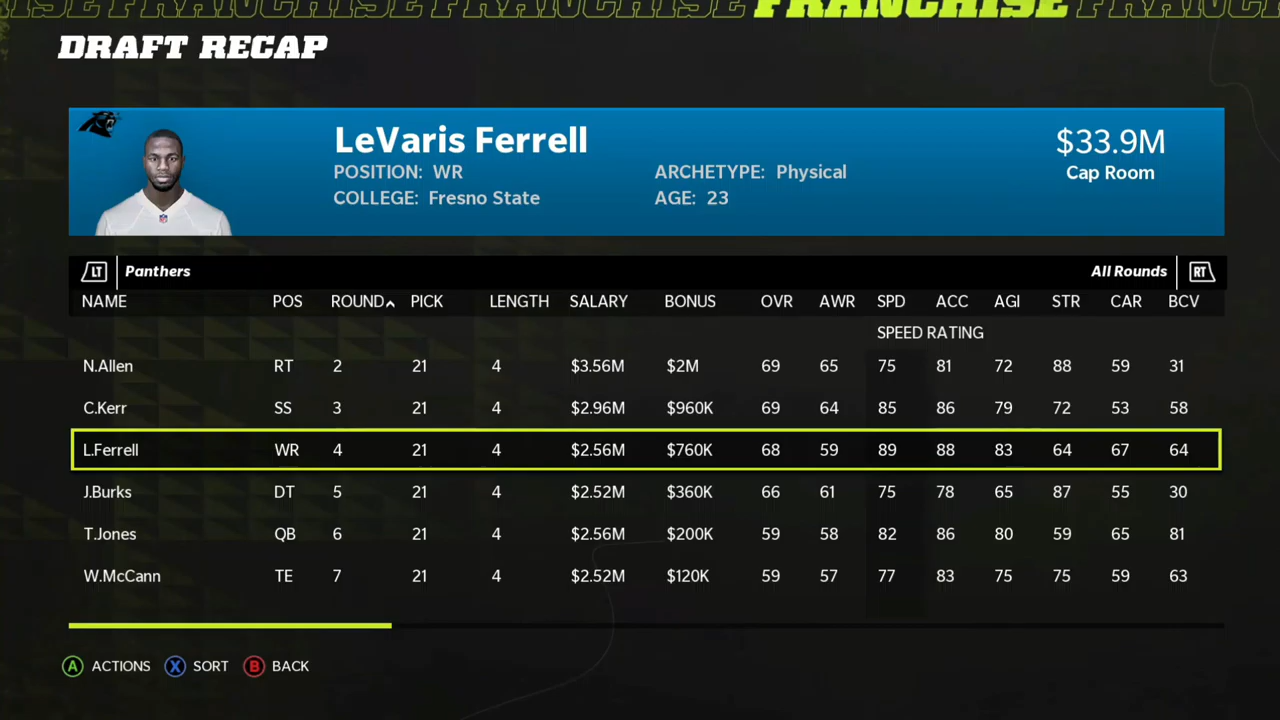 FRANCHISE FRANCHISE FRANCHISE FRANCHISE FRANCHISE
DRAFT RECAP
LeVaris Ferrell
POSITION: WR
ARCHETYPE: Physical
COLLEGE: Fresno State
AGE: 23
$33.9M
Cap Room
LT Panthers All Rounds RT
NAME POS ROUND PICK LENGTH SALARY BONUS OVR AWR SPD ACC AGI STR CAR BCV
SPEED RATING
N.Allen RT 2 21 4 $3.56M $2M 69 65 75 81 72 88 59 31
C.Kerr SS 3 21 4 $2.96M $960K 69 64 85 86 79 72 53 58
L.Ferrell WR 4 21 4 $2.56M $760K 68 59 89 88 83 64 67 64
J.Burks DT 5 21 4 $2.52M $360K 66 61 75 78 65 87 55 30
T.Jones QB 6 21 4 $2.56M $200K 59 58 82 86 80 59 65 81
W.McCann TE 7 21 4 $2.52M $120K 59 57 77 83 75 75 59 63
A ACTIONS X SORT B BACK